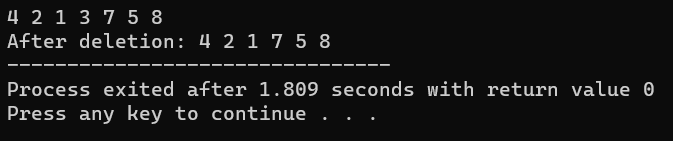 4 2 1 3 7 5 8
After deletion: 4 2 1 7 5 8
--------------------------------
Process exited after 1.809 seconds with return value 0
Press any key to continue . . .